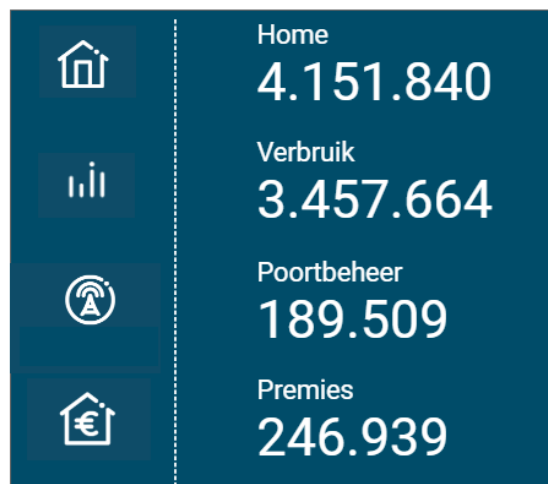 Home
4.151.840
Verbruik
3.457.664
Poortbeheer
189.509
Premies
€ 246.939